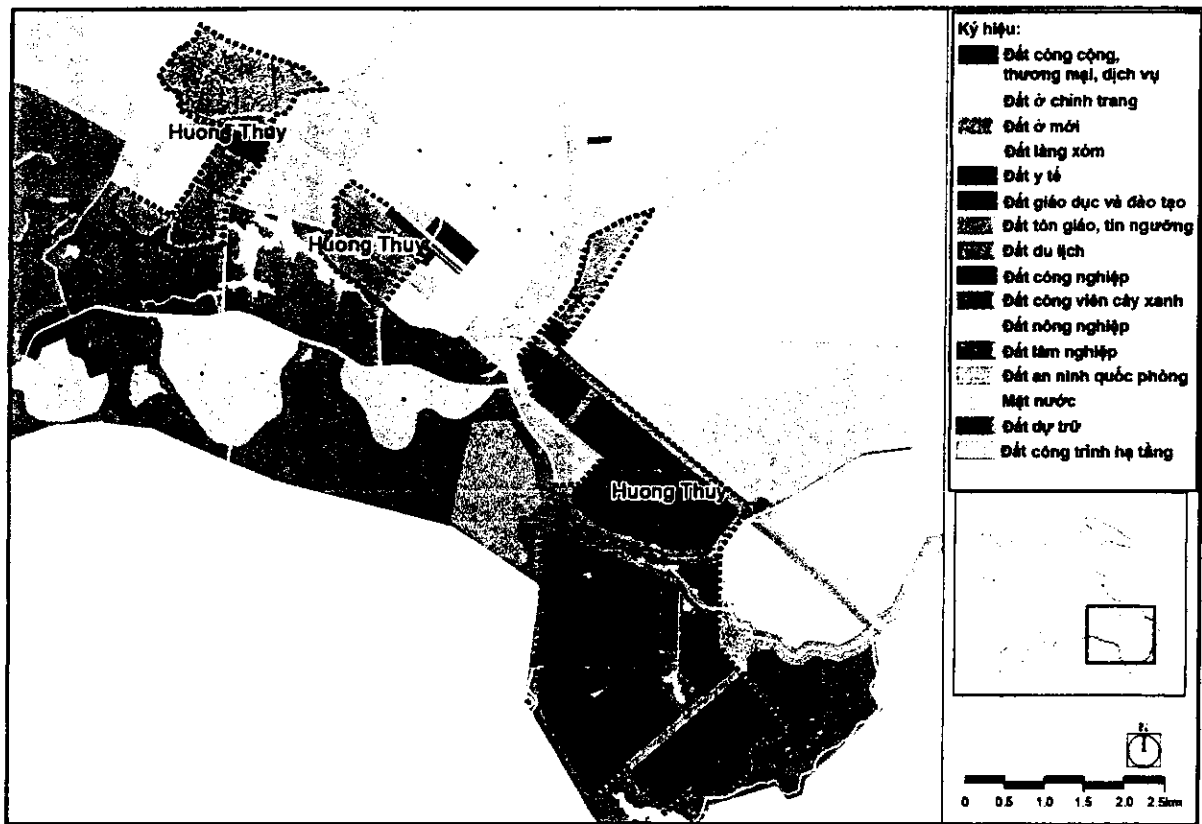 Ký hiệu:
Đất công cộng,
thương mại, dịch vụ
Đất ở chỉnh trang
Đất ở mới
Đất làng xóm
Đất y tế
Đất giáo dục và đào tạo
Đất tôn giáo, tín ngưỡng
Đất du lịch
Đất công nghiệp
Đất công viên cây xanh
Đất nông nghiệp
Đất lâm nghiệp
Đất an ninh quốc phòng
Mặt nước
Đất dự trữ
Đất công trình hạ tầng
Huong Thuy
Huong Thuy
Huong Thuy
0 0.5 1.0 1.5 2.0 2.5km